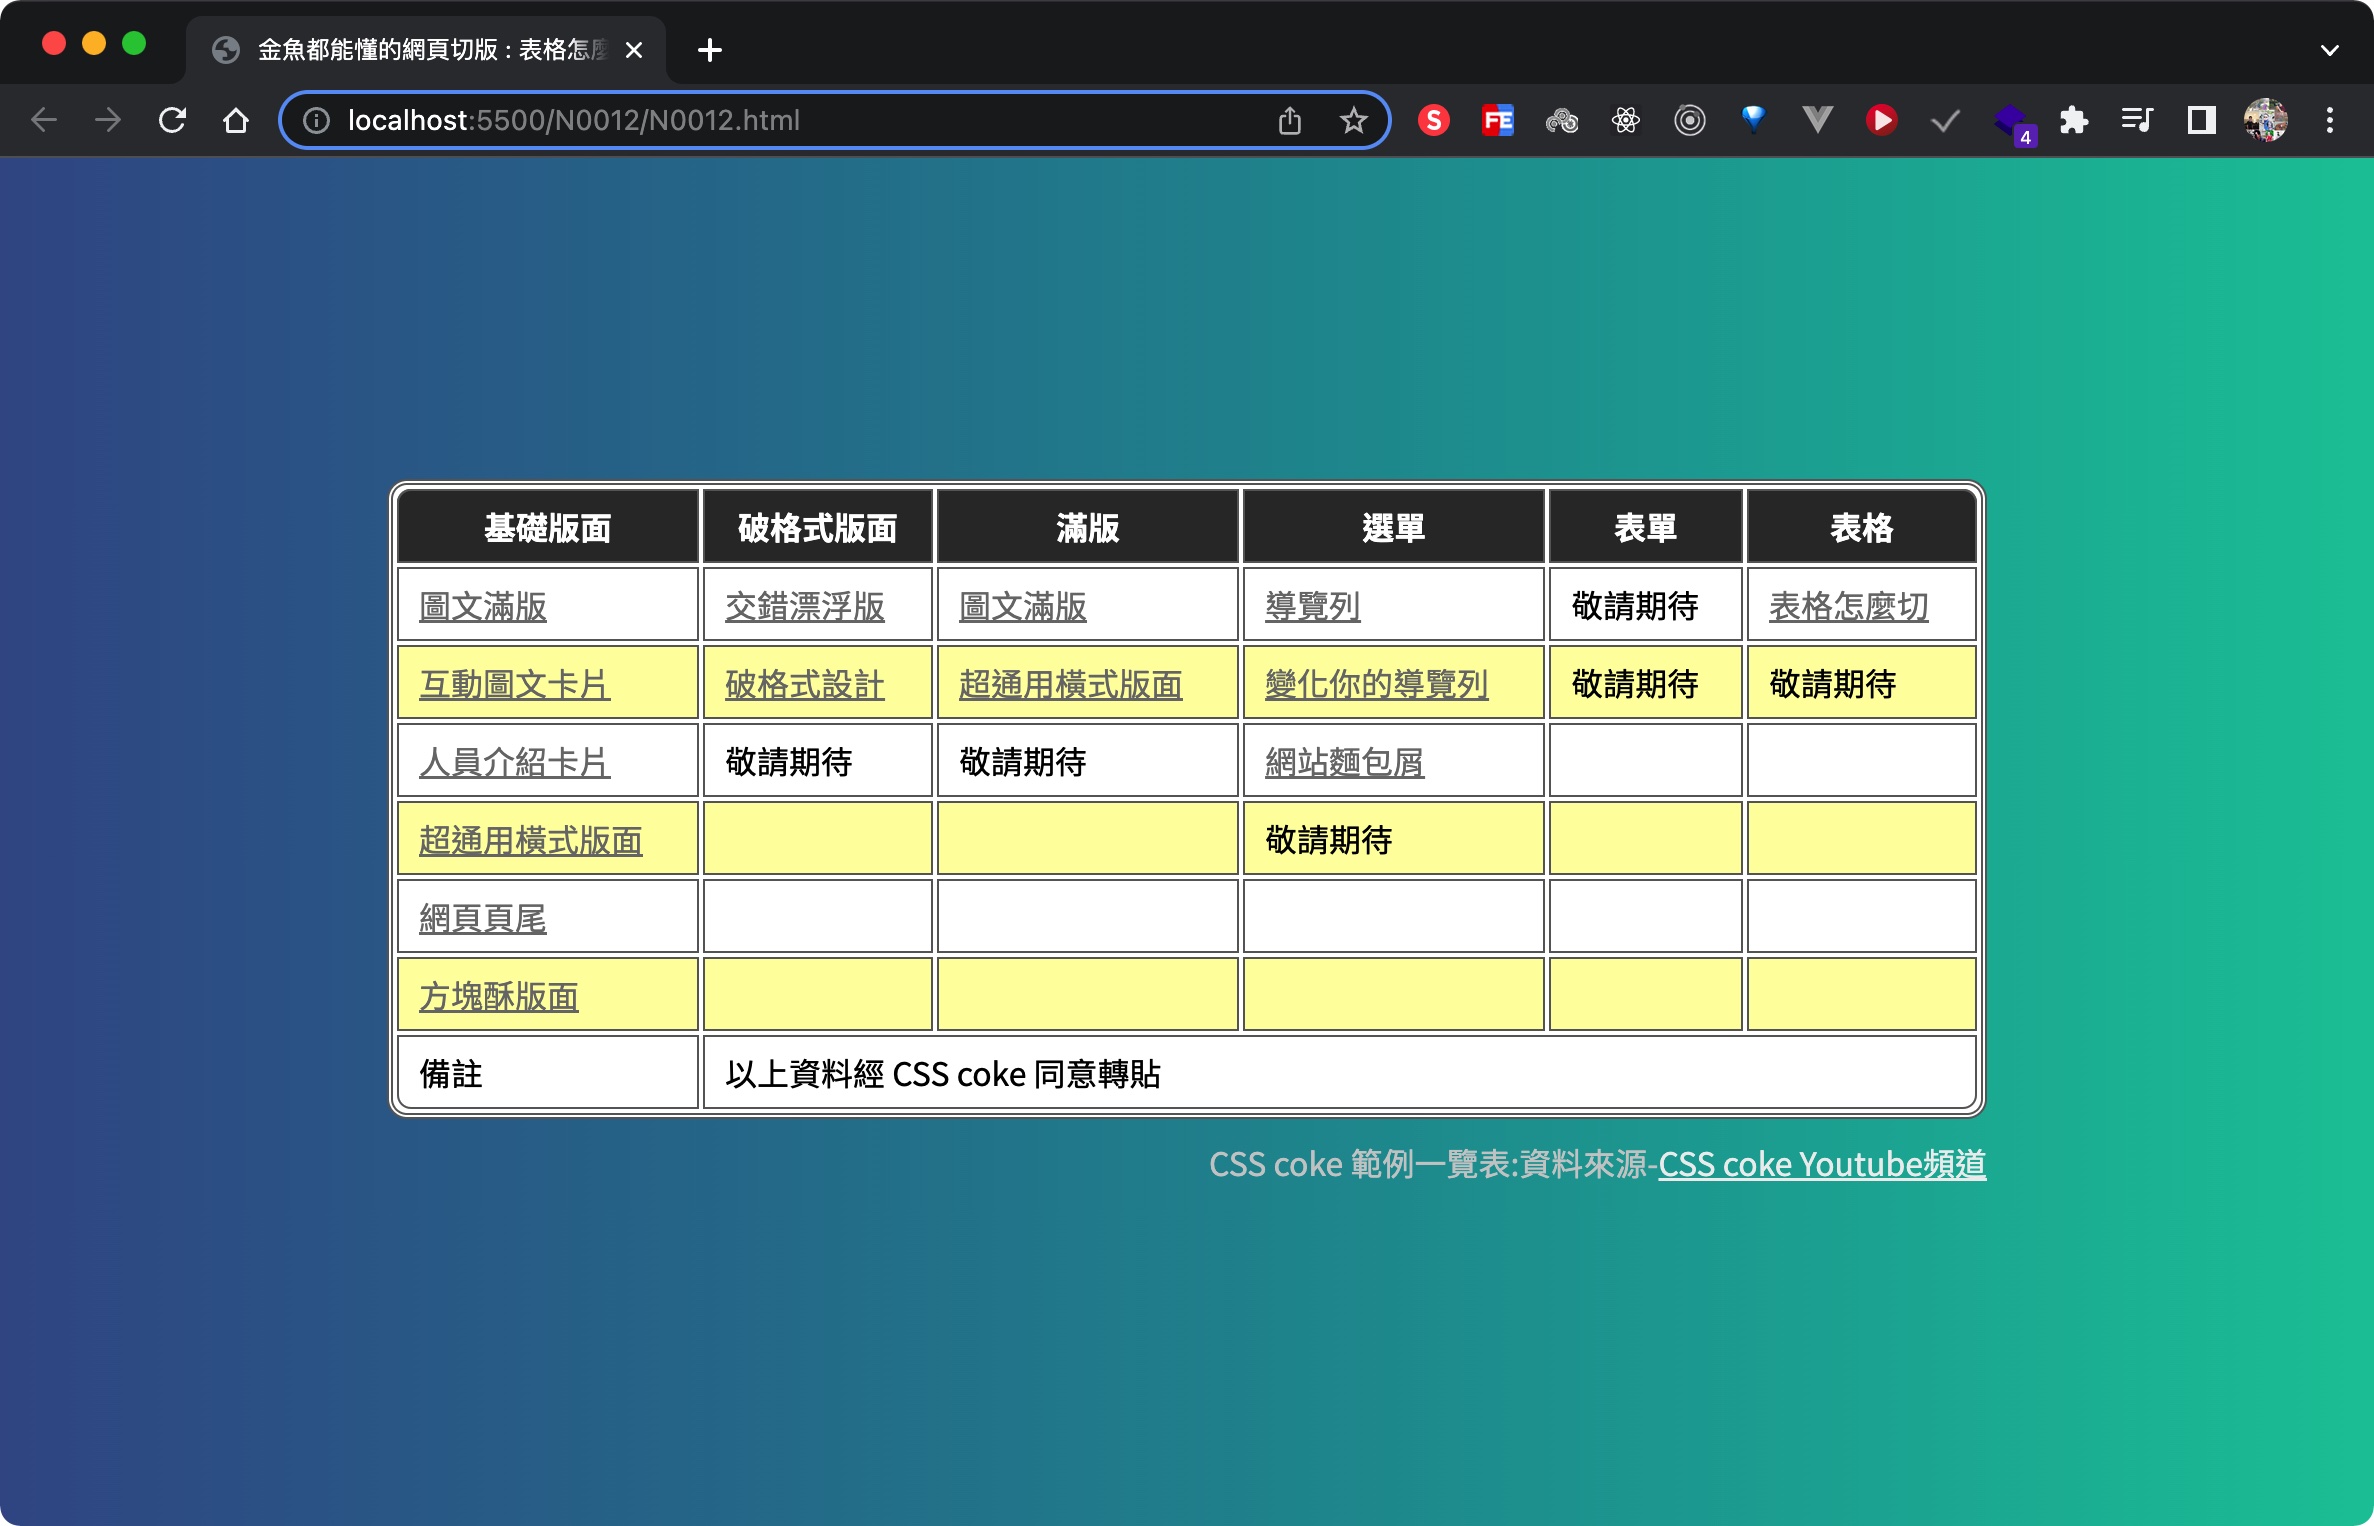 金魚都能懂的網頁切版 : 表格怎麼
localhost:5500/N0012/N0012.html
S
FE
4
基礎版面 破格式版面 滿版 選單 表單 表格
圖文滿版 交錯漂浮版 圖文滿版 導覽列 敬請期待 表格怎麼切
互動圖文卡片 破格式設計 超通用橫式版面 變化你的導覽列 敬請期待 敬請期待
人員介紹卡片 敬請期待 敬請期待 網站麵包屑
超通用橫式版面 敬請期待
網頁頁尾
方塊酥版面
備註 以上資料經 CSS coke 同意轉貼
CSS coke 範例一覽表:資料來源-CSS coke Youtube頻道